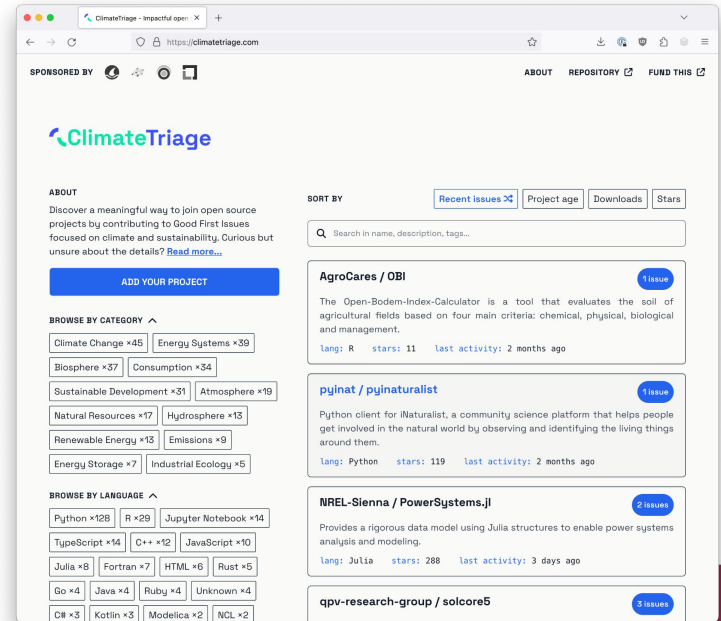 ClimateTriage - Impactful open
https://climatetriage.com
SPONSORED BY
ABOUT
REPOSITORY
FUND THIS
ClimateTriage
ABOUT
Discover a meaningful way to join open source
projects by contributing to Good First Issues
focused on climate and sustainability. Curious but
unsure about the details? Read more...
ADD YOUR PROJECT
BROWSE BY CATEGORY
Climate Change ×45 Energy Systems ×39
Biosphere ×37 Consumption ×34
Sustainable Development ×31 Atmosphere ×19
Natural Resources ×17 Hydrosphere ×13
Renewable Energy ×13 Emissions ×9
Energy Storage ×7 Industrial Ecology ×5
BROWSE BY LANGUAGE
Python ×128 R ×29 Jupyter Notebook ×14
TypeScript ×14 C++ ×12 JavaScript ×10
Julia ×8 Fortran ×7 HTML ×6 Rust ×5
Go ×4 Java ×4 Ruby ×4 Unknown ×4
C# ×3 Kotlin ×3 Modelica ×2 NCL ×2
SORT BY
Recent issues Project age Downloads Stars
Search in name, description, tags...
AgroCares / OBI
1 issue
The Open-Bodem-Index-Calculator is a tool that evaluates the soil of
agricultural fields based on four main criteria: chemical, physical, biological
and management.
lang: R stars: 11 last activity: 2 months ago
pyinat / pyinaturalist
1 issue
Python client for iNaturalist, a community science platform that helps people
get involved in the natural world by observing and identifying the living things
around them.
lang: Python stars: 119 last activity: 2 months ago
NREL-Sienna / PowerSystems.jl
2 issues
Provides a rigorous data model using Julia structures to enable power systems
analysis and modeling.
lang: Julia stars: 288 last activity: 3 days ago
qpv-research-group / solcore5
3 issues